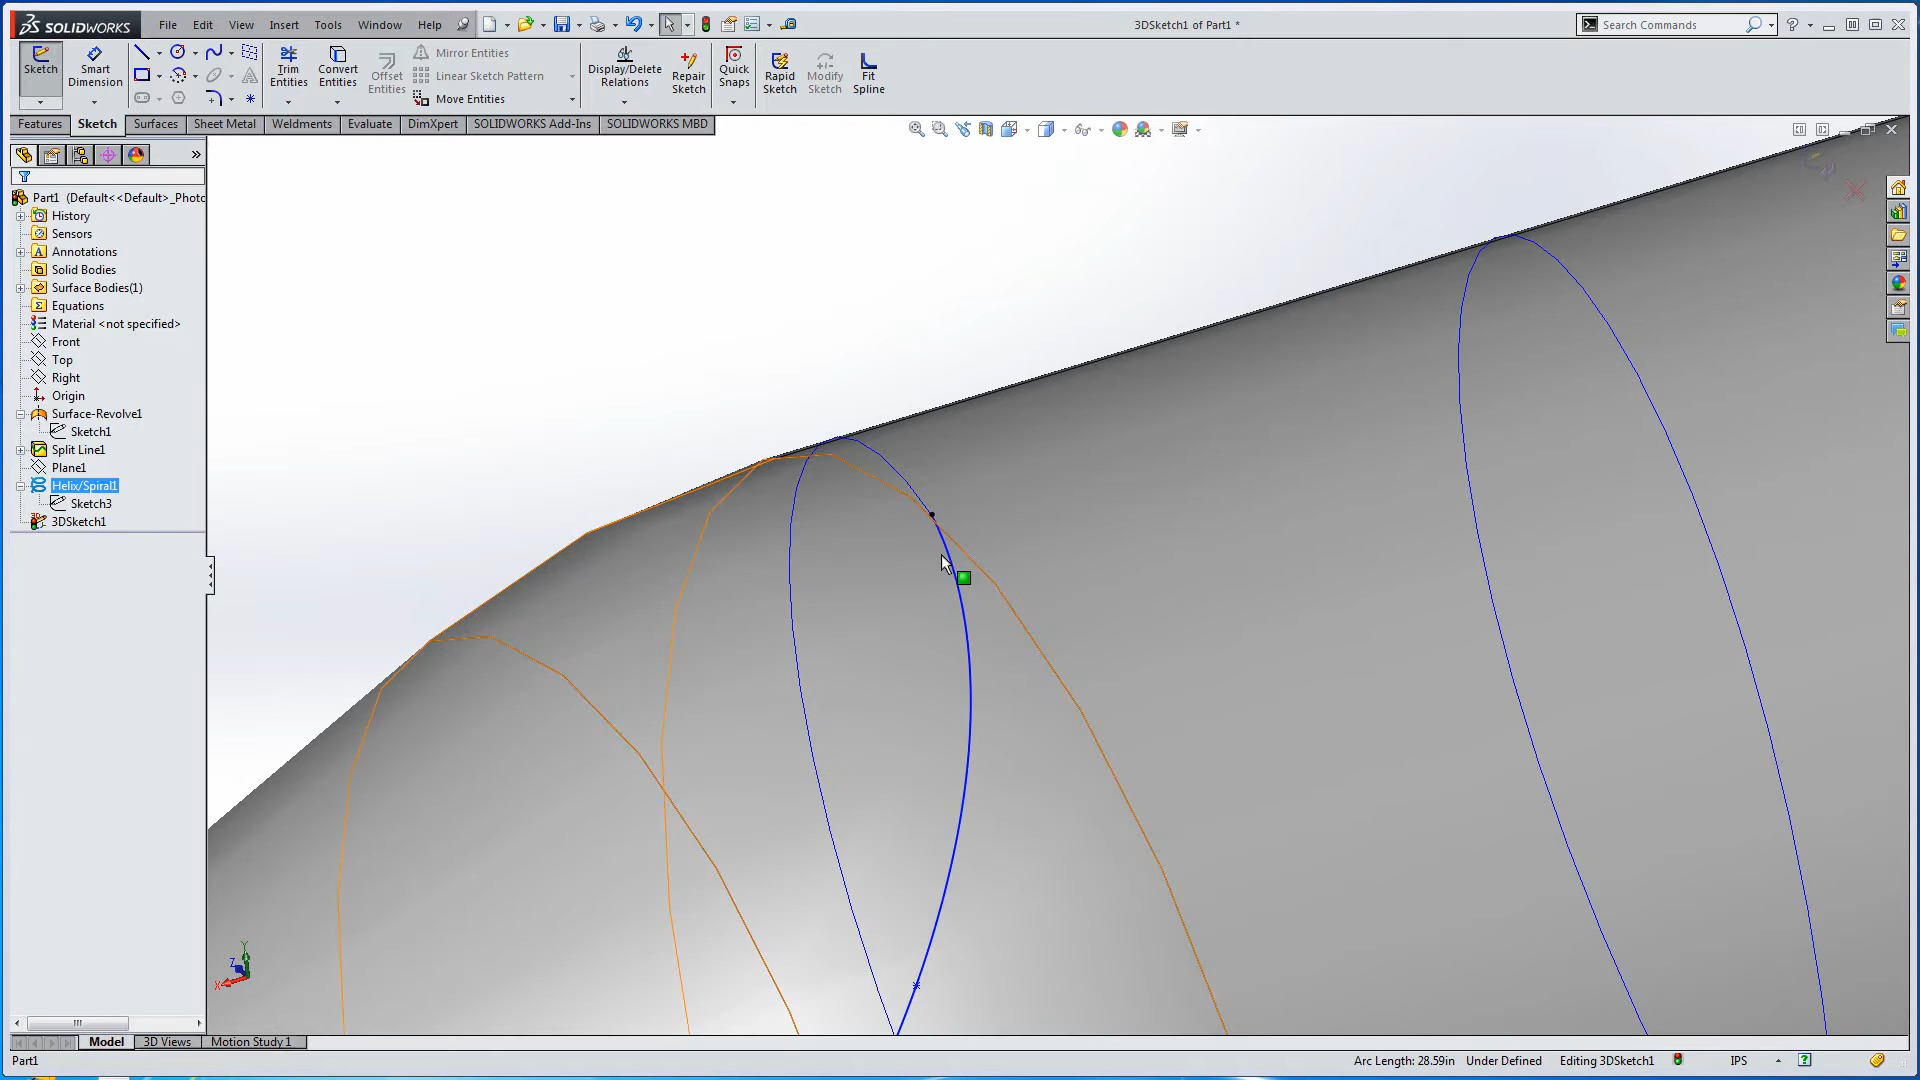 SOLIDWORKS File Edit View Insert Tools Window Help 3DSketch1 of Part1 * Search Commands
Sketch Smart Dimension Trim Entities Convert Entities Offset Entities Mirror Entities Linear Sketch Pattern Move Entities Display/Delete Relations Repair Sketch Quick Snaps Rapid Sketch Modify Sketch Fit Spline
Features Sketch Surfaces Sheet Metal Weldments Evaluate DimXpert SOLIDWORKS Add-Ins SOLIDWORKS MBD
Part1 (Default<<Default>_Photo
History
Sensors
Annotations
Solid Bodies
Surface Bodies(1)
Equations
Material <not specified>
Front
Top
Right
Origin
Surface-Revolve1
Sketch1
Split Line1
Plane1
Helix/Spiral1
Sketch3
3DSketch1
Y
Z
X
Model 3D Views Motion Study 1
Part1 Arc Length: 28.59in Under Defined Editing 3DSketch1 IPS